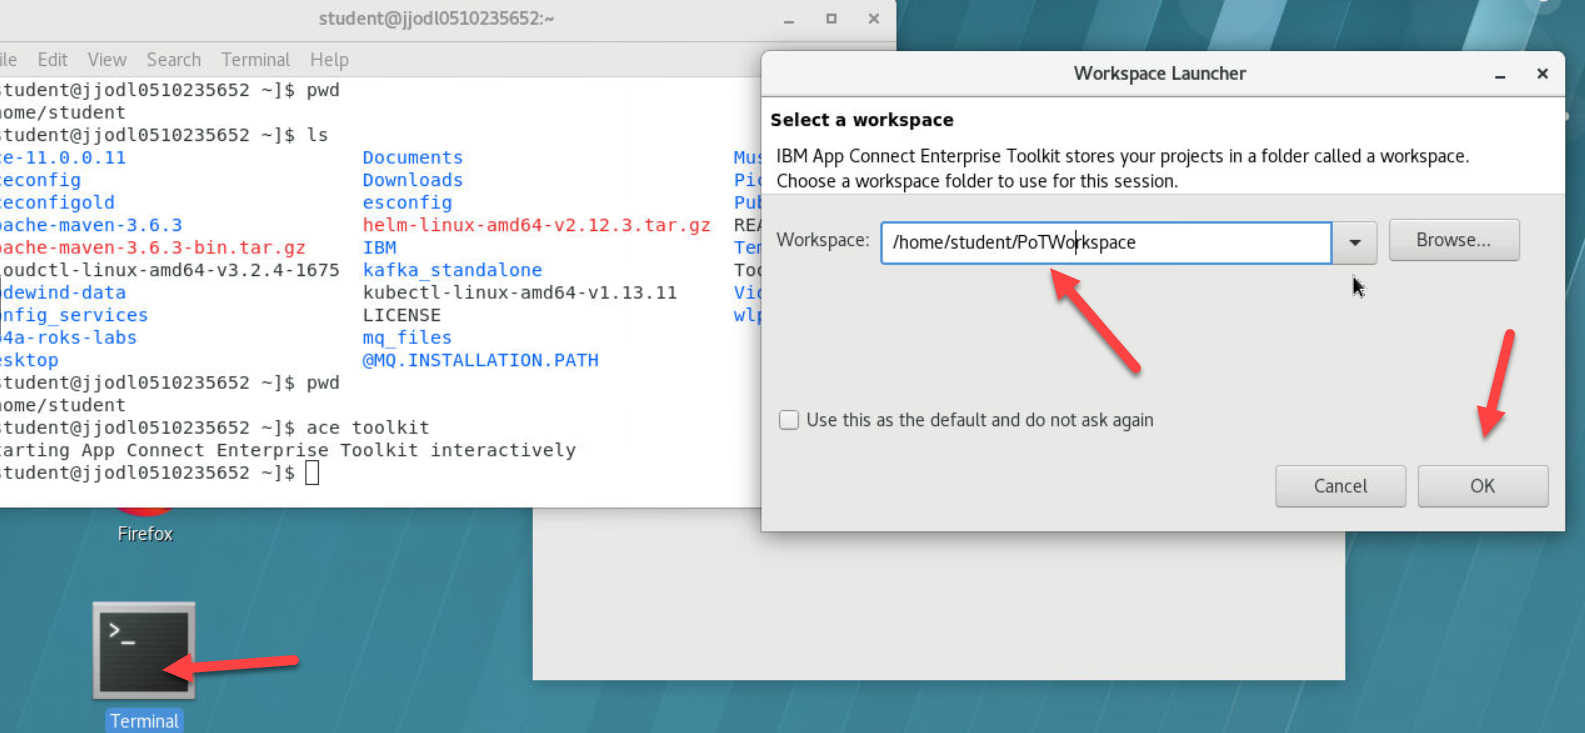 student@jjodl0510235652:~
ile Edit View Search Terminal Help
tudent@jjodl0510235652 ~]$ pwd
ome/student
tudent@jjodl0510235652 ~]$ ls
e-11.0.0.11 Documents Mus
econfig Downloads Pic
econfigold esconfig Pub
pache-maven-3.6.3 helm-linux-amd64-v2.12.3.tar.gz REA
pache-maven-3.6.3-bin.tar.gz IBM Tem
oudctl-linux-amd64-v3.2.4-1675 kafka_standalone Too
dewind-data kubectl-linux-amd64-v1.13.11 Vid
nfig_services LICENSE wlp
4a-roks-labs mq_files
esktop @MQ.INSTALLATION.PATH
tudent@jjodl0510235652 ~]$ pwd
ome/student
tudent@jjodl0510235652 ~]$ ace toolkit
tarting App Connect Enterprise Toolkit interactively
tudent@jjodl0510235652 ~]$
Workspace Launcher
Select a workspace
IBM App Connect Enterprise Toolkit stores your projects in a folder called a workspace.
Choose a workspace folder to use for this session.
Workspace: /home/student/PoTWorkspace Browse...
Use this as the default and do not ask again
Cancel OK
Firefox
>_
Terminal